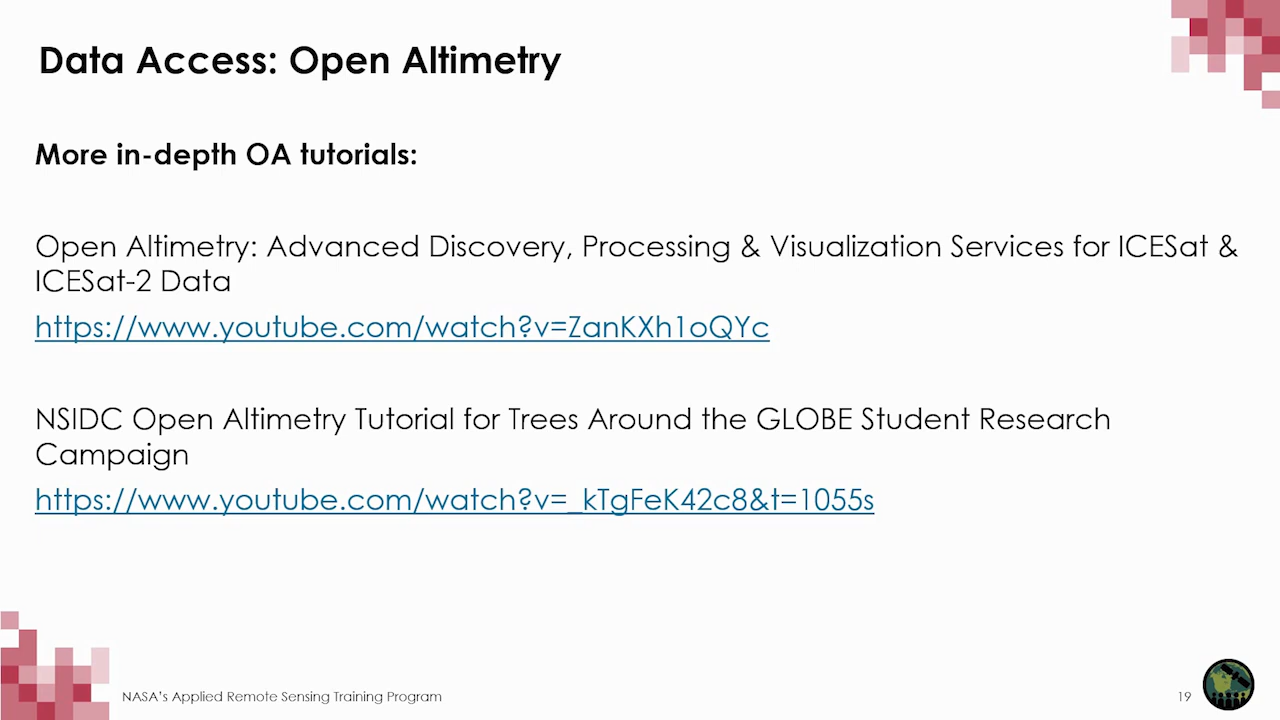 Data Access: Open Altimetry
More in-depth OA tutorials:
Open Altimetry: Advanced Discovery, Processing & Visualization Services for ICESat &
ICESat-2 Data
https://www.youtube.com/watch?v=ZanKXh1oQYc
NSIDC Open Altimetry Tutorial for Trees Around the GLOBE Student Research
Campaign
https://www.youtube.com/watch?v=_kTgFeK42c8&t=1055s
NASA's Applied Remote Sensing Training Program
19